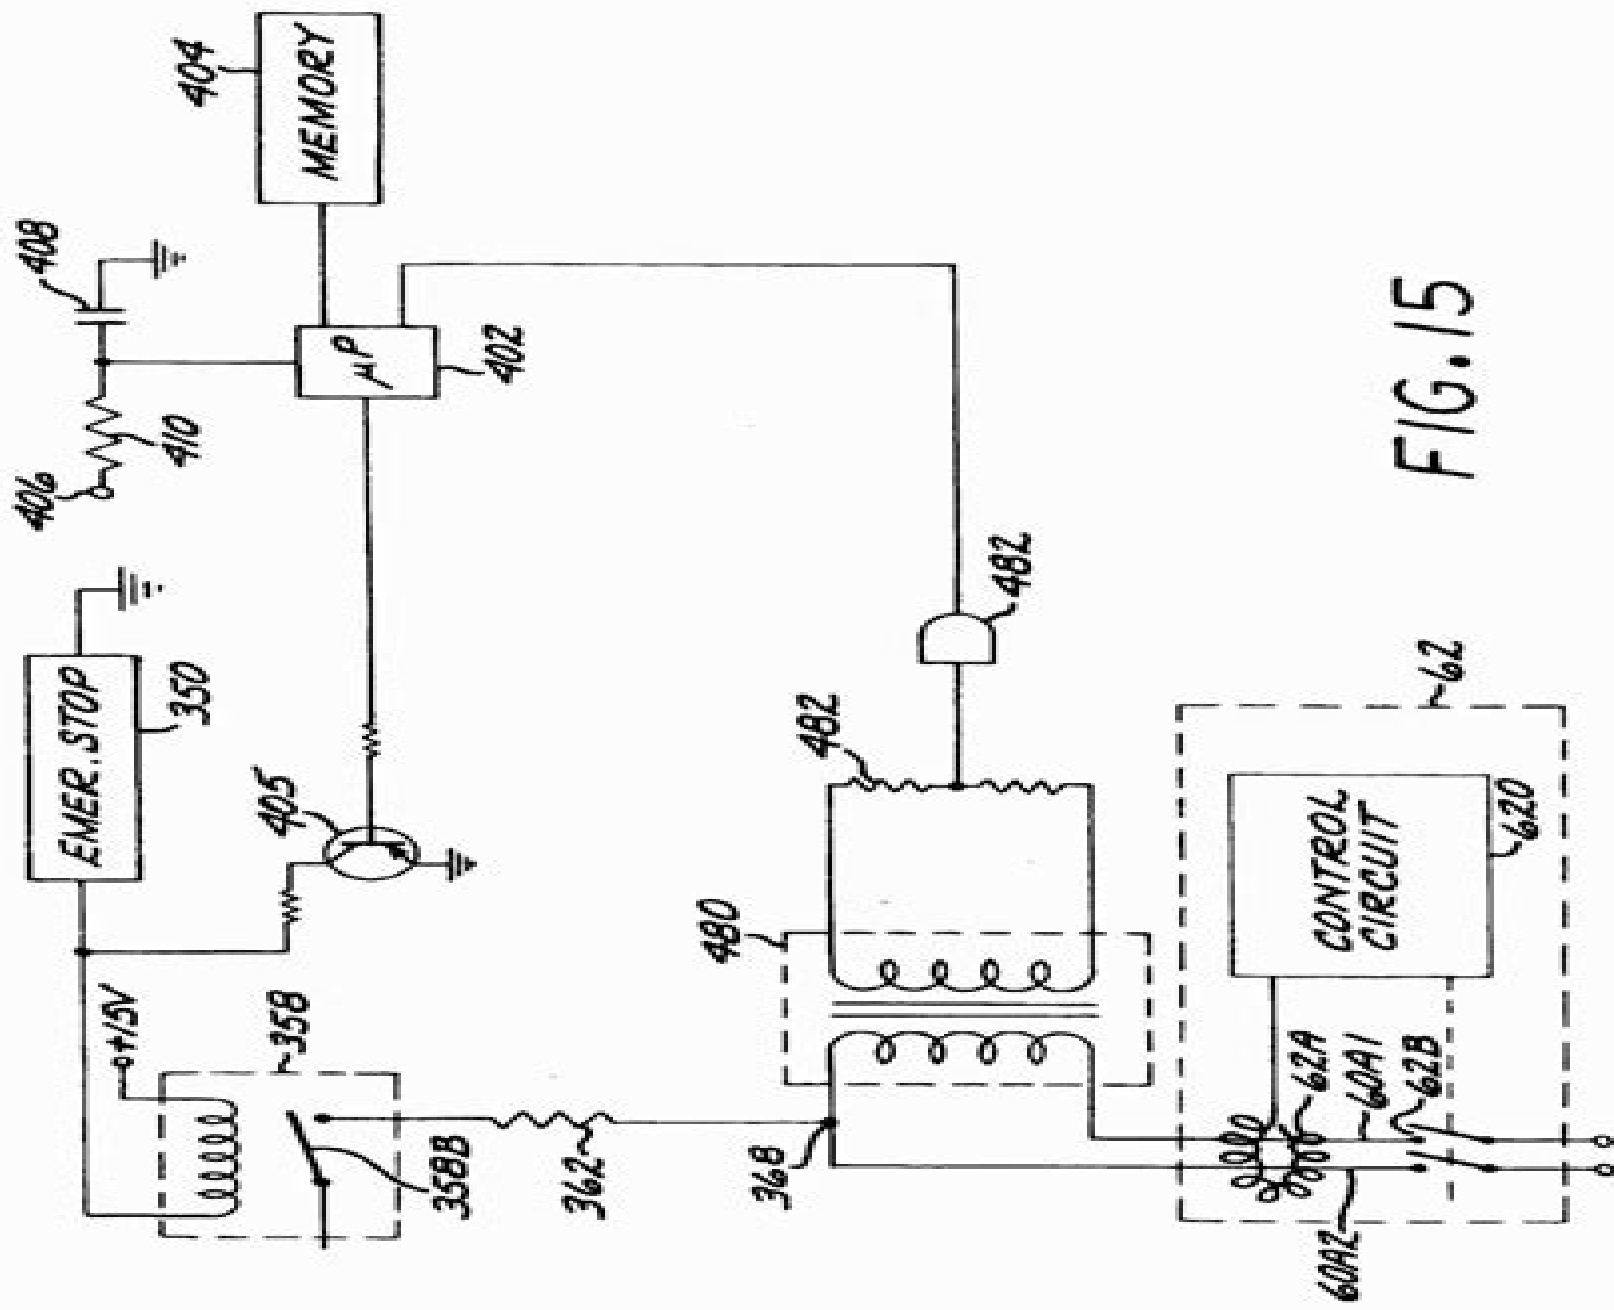 406
408
EMER. STOP
+15V
410
350
404
405
358
MEMORY
μP
358B
402
362
480
368
482
482
CONTROL
CIRCUIT
62A
60A2
60A1
62B
62
FIG. 15
620